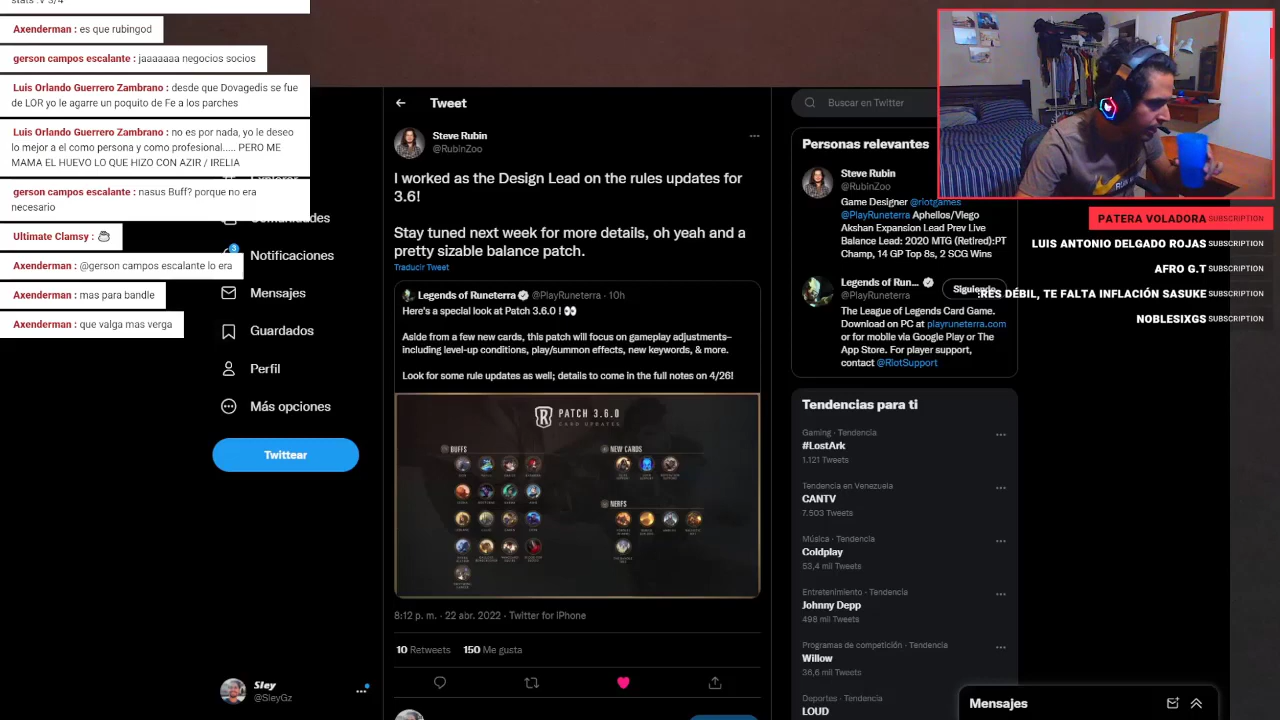 stats :V 3/4
Axenderman : es que rubingod
gerson campos escalante : jaaaaaaa negocios socios
Luis Orlando Guerrero Zambrano : desde que Dovagedis se fue
de LOR yo le agarre un poquito de Fe a los parches
Luis Orlando Guerrero Zambrano : no es por nada, yo le deseo
lo mejor a el como persona y como profesional..... PERO ME
MAMA EL HUEVO LO QUE HIZO CON AZIR / IRELIA
gerson campos escalante : nasus Buff? porque no era
necesario
Ultimate Clamsy :
Axenderman : @gerson campos escalante lo era
Axenderman : mas para bandle
Axenderman : que valga mas verga
3
Notificaciones
Mensajes
Guardados
Perfil
Más opciones
Twittear
Sley
@SleyGz
Tweet
Steve Rubin
@RubinZoo
I worked as the Design Lead on the rules updates for
3.6!
Stay tuned next week for more details, oh yeah and a
pretty sizable balance patch.
Traducir Tweet
Legends of Runeterra @PlayRuneterra · 10h
Here's a special look at Patch 3.6.0 !
Aside from a few new cards, this patch will focus on gameplay adjustments–
including level-up conditions, play/summon effects, new keywords, & more.
Look for some rule updates as well; details to come in the full notes on 4/26!
PATCH 3.6.0
CARD UPDATES
BUFFS
NEW CARDS
NERFS
8:12 p. m. · 22 abr. 2022 · Twitter for iPhone
10 Retweets 150 Me gusta
Buscar en Twitter
Personas relevantes
Steve Rubin
@RubinZoo
Game Designer @riotgames
@PlayRuneterra Aphelios/Viego
Akshan Expansion Lead Prev Live
Balance Lead: 2020 MTG (Retired):PT
Champ, 14 GP Top 8s, 2 SCG Wins
Legends of Run...
@PlayRuneterra
Siguiendo
The League of Legends Card Game.
Download on PC at playruneterra.com
or for mobile via Google Play or The
App Store. For player support,
contact @RiotSupport
Tendencias para ti
Gaming · Tendencia
#LostArk
1.121 Tweets
Tendencia en Venezuela
CANTV
7.503 Tweets
Música · Tendencia
Coldplay
53,4 mil Tweets
Entretenimiento · Tendencia
Johnny Depp
498 mil Tweets
Programas de competición · Tendencia
Willow
36,6 mil Tweets
Deportes · Tendencia
LOUD
Mensajes
PATERA VOLADORA SUBSCRIPTION
LUIS ANTONIO DELGADO ROJAS SUBSCRIPTION
AFRO G.T SUBSCRIPTION
ERES DÉBIL, TE FALTA INFLACIÓN SASUKE SUBSCRIPTION
NOBLESIXGS SUBSCRIPTION